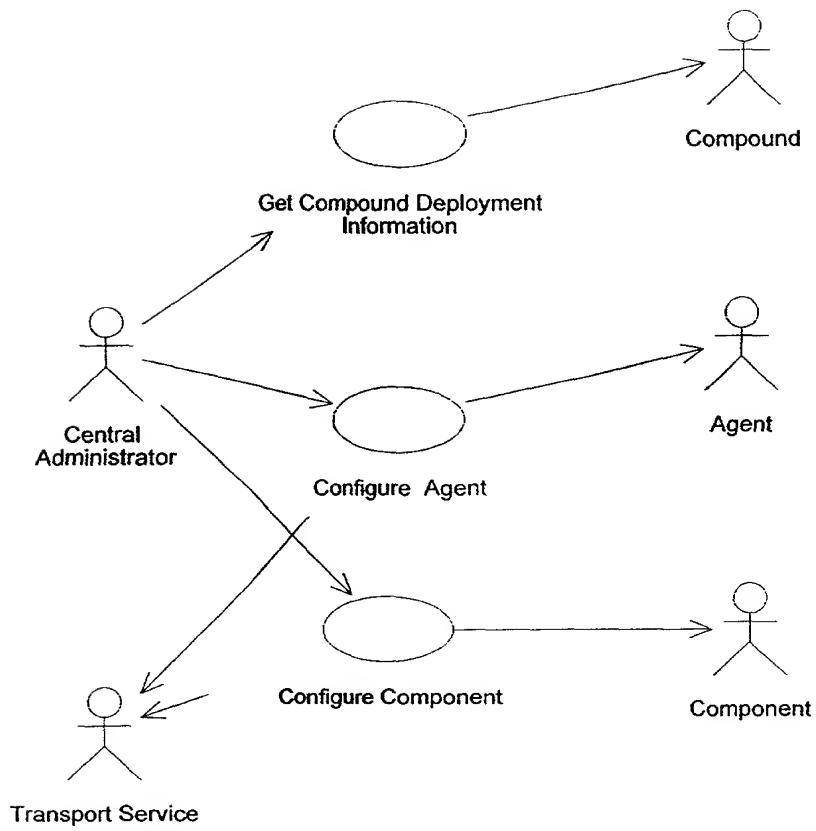 Compound
Get Compound Deployment
Information
Central
Administrator
Agent
Configure Agent
Configure Component
Component
Transport Service